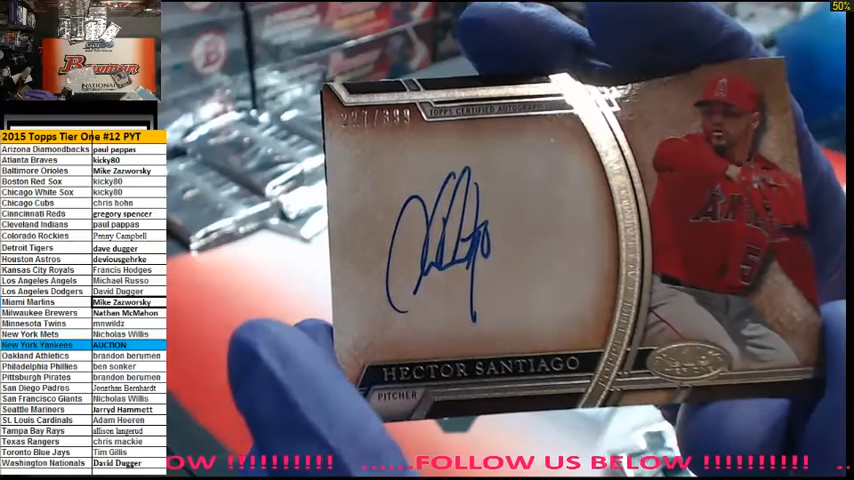 50%
Bowman
NATIONAL
2015 Topps Tier One #12 PYT
Arizona Diamondbacks paul pappas
Atlanta Braves kicky80
Baltimore Orioles Mike Zazworsky
Boston Red Sox kicky80
Chicago White Sox kicky80
Chicago Cubs chris hohn
Cinncinati Reds gregory spencer
Cleveland Indians paul pappas
Colorado Rockies Penny Campbell
Detroit Tigers dave dugger
Houston Astros deviousgehrke
Kansas City Royals Francis Hodges
Los Angeles Angels Michael Russo
Los Angeles Dodgers David Dugger
Miami Marlins Mike Zazworsky
Milwaukee Brewers Nathan McMahon
Minnesota Twins mnwildz
New York Mets Nicholas Willis
New York Yankees AUCTION
Oakland Athletics brandon berumen
Philadelphia Phillies ben sonker
Pittsburgh Pirates brandon berumen
San Diego Padres Jonathan Bernhardt
San Francisco Giants Nicholas Willis
Seattle Mariners Jarryd Hammett
St. Louis Cardinals Adam Heeren
Tampa Bay Rays allison langerud
Texas Rangers chris mackie
Toronto Blue Jays Tim Gillis
Washington Nationals David Dugger
TOPPS CERTIFIED AUTOGRAPH
227/399
HECTOR SANTIAGO
PITCHER
OW !!!!!!!!!!!! ......FOLLOW US BELOW !!!!!!!!!!!! ......